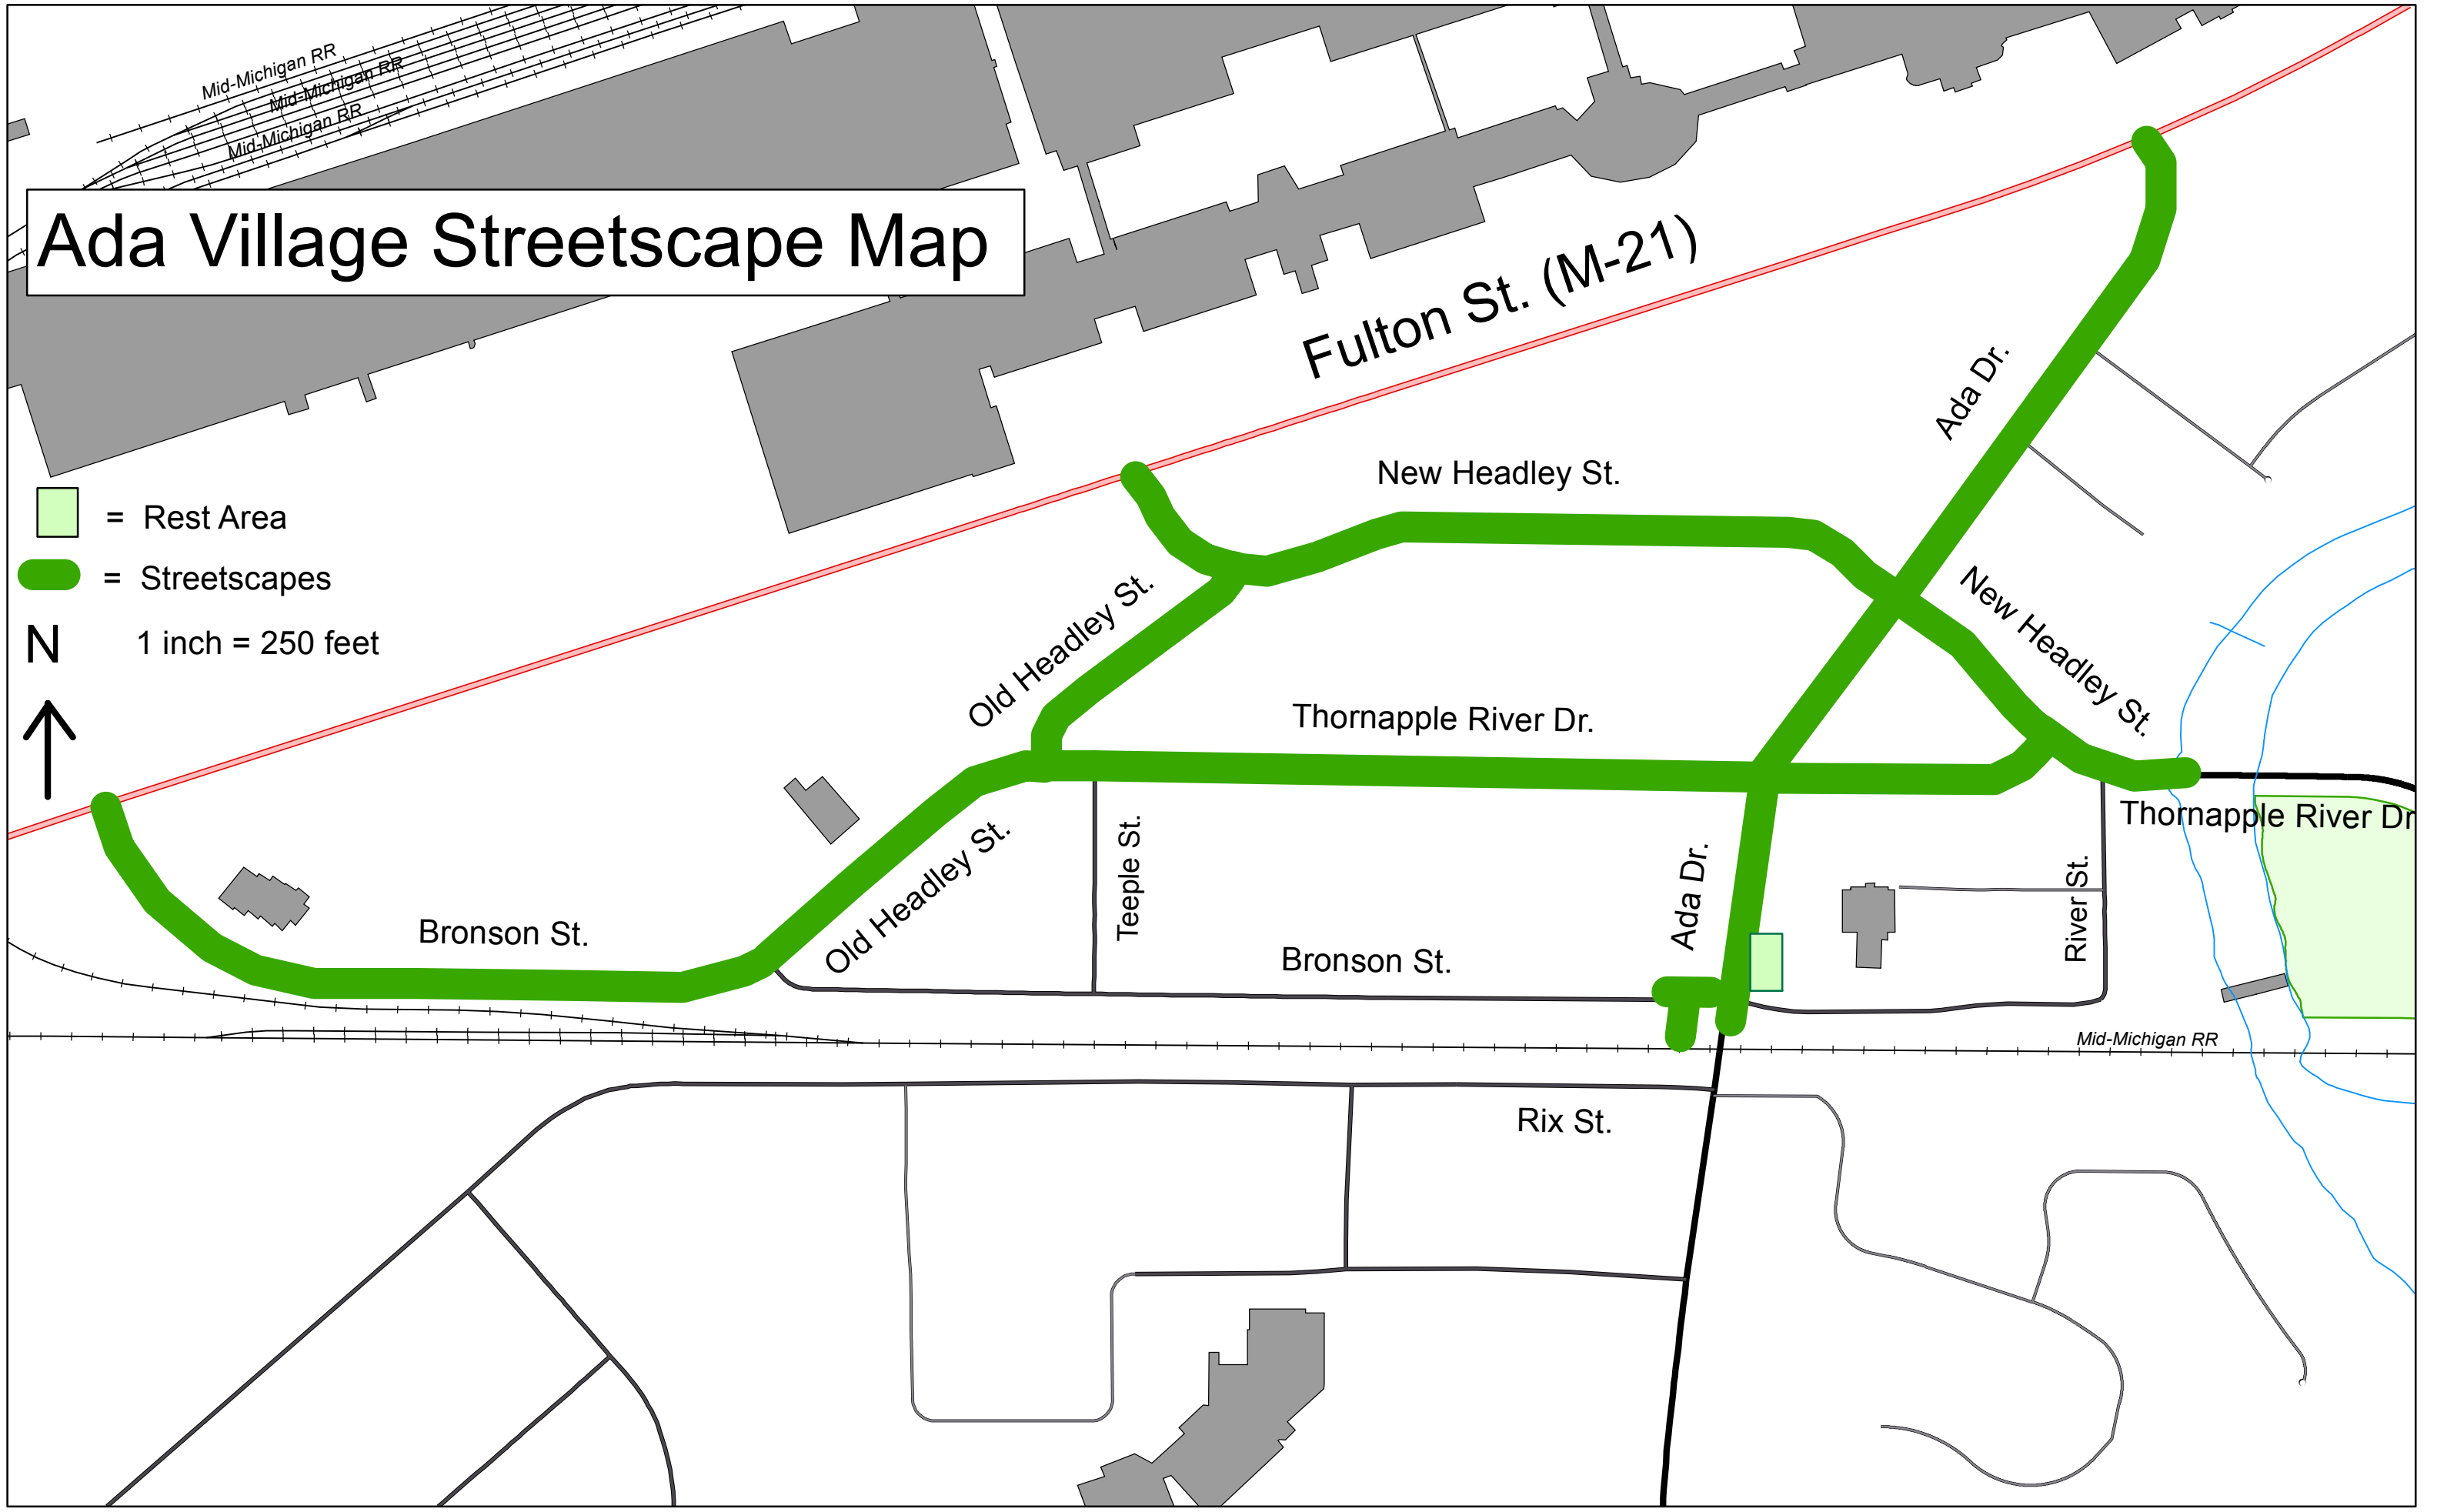 Mid-Michigan RR
Mid-Michigan RR
Mid-Michigan RR
Ada Village Streetscape Map
Fulton St. (M-21)
Ada Dr.
New Headley St.
= Rest Area
= Streetscapes
N
1 inch = 250 feet
Old Headley St.
New Headley St.
Thornapple River Dr.
Thornapple River Dr
Teeple St.
Old Headley St.
Ada Dr.
River St.
Bronson St.
Bronson St.
Mid-Michigan RR
Rix St.